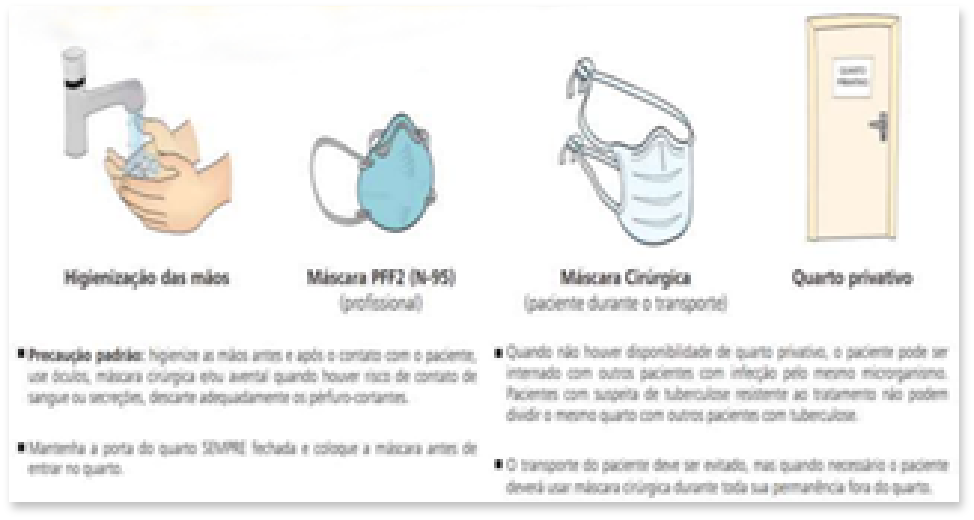 QUARTO
PRIVATIVO
Higienização das mãos
Máscara PFF2 (N-95)
(profissional)
Máscara Cirúrgica
(paciente durante o transporte)
Quarto privativo
■ Precaução padrão: higienize as mãos antes e após o contato com o paciente,
use óculos, máscara cirúrgica e/ou avental quando houver risco de contato de
sangue ou secreções, descarte adequadamente os pérfuro-cortantes.
■ Mantenha a porta do quarto SEMPRE fechada e coloque a máscara antes de
entrar no quarto.
■ Quando não houver disponibilidade de quarto privativo, o paciente pode ser
internado com outros pacientes com infecção pelo mesmo microrganismo.
Pacientes com suspeita de tuberculose resistente ao tratamento não podem
dividir o mesmo quarto com outros pacientes com tuberculose.
■ O transporte do paciente deve ser evitado, mas quando necessário o paciente
deverá usar máscara cirúrgica durante toda sua permanência fora do quarto.